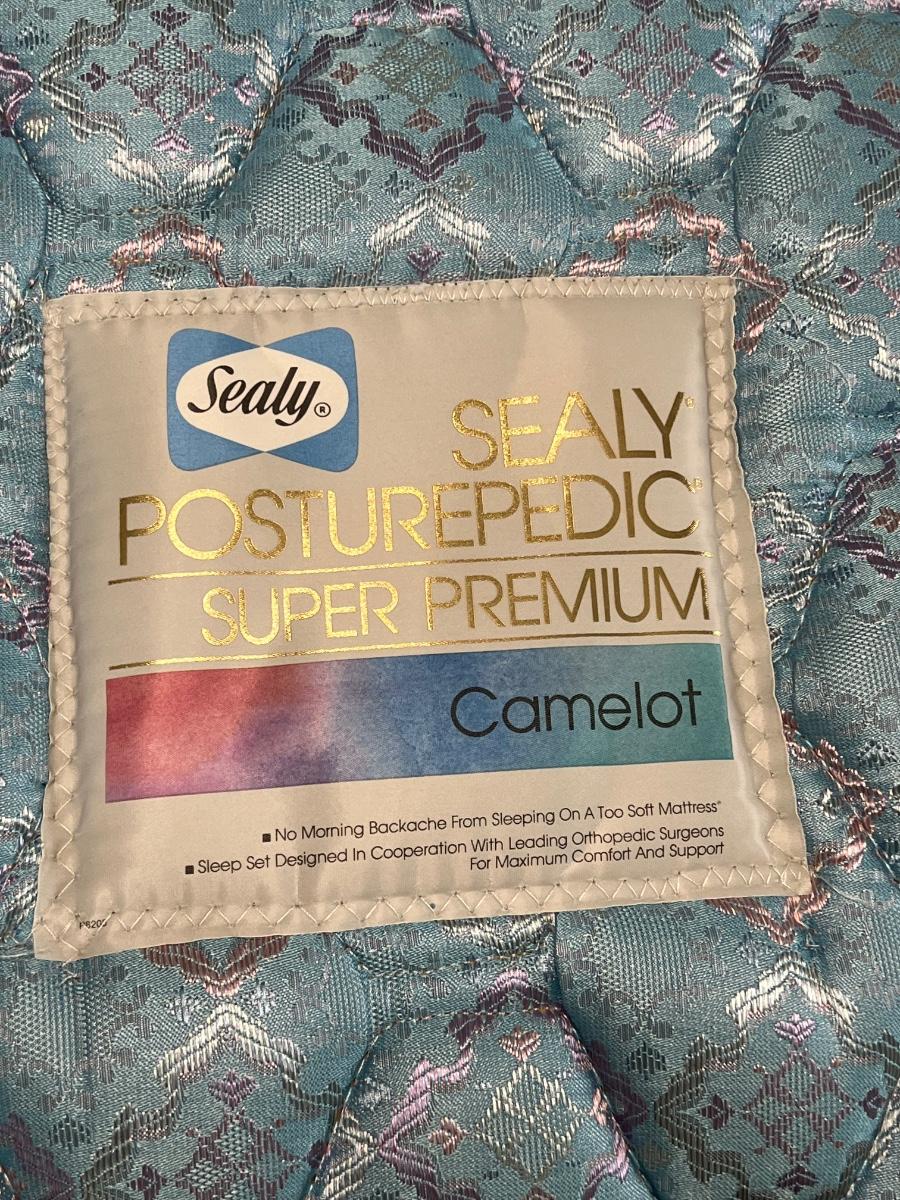 Sealy®
SEALY®
POSTUREPEDIC®
SUPER PREMIUM
Camelot
■ No Morning Backache From Sleeping On A Too Soft Mattress®
■ Sleep Set Designed In Cooperation With Leading Orthopedic Surgeons
For Maximum Comfort And Support